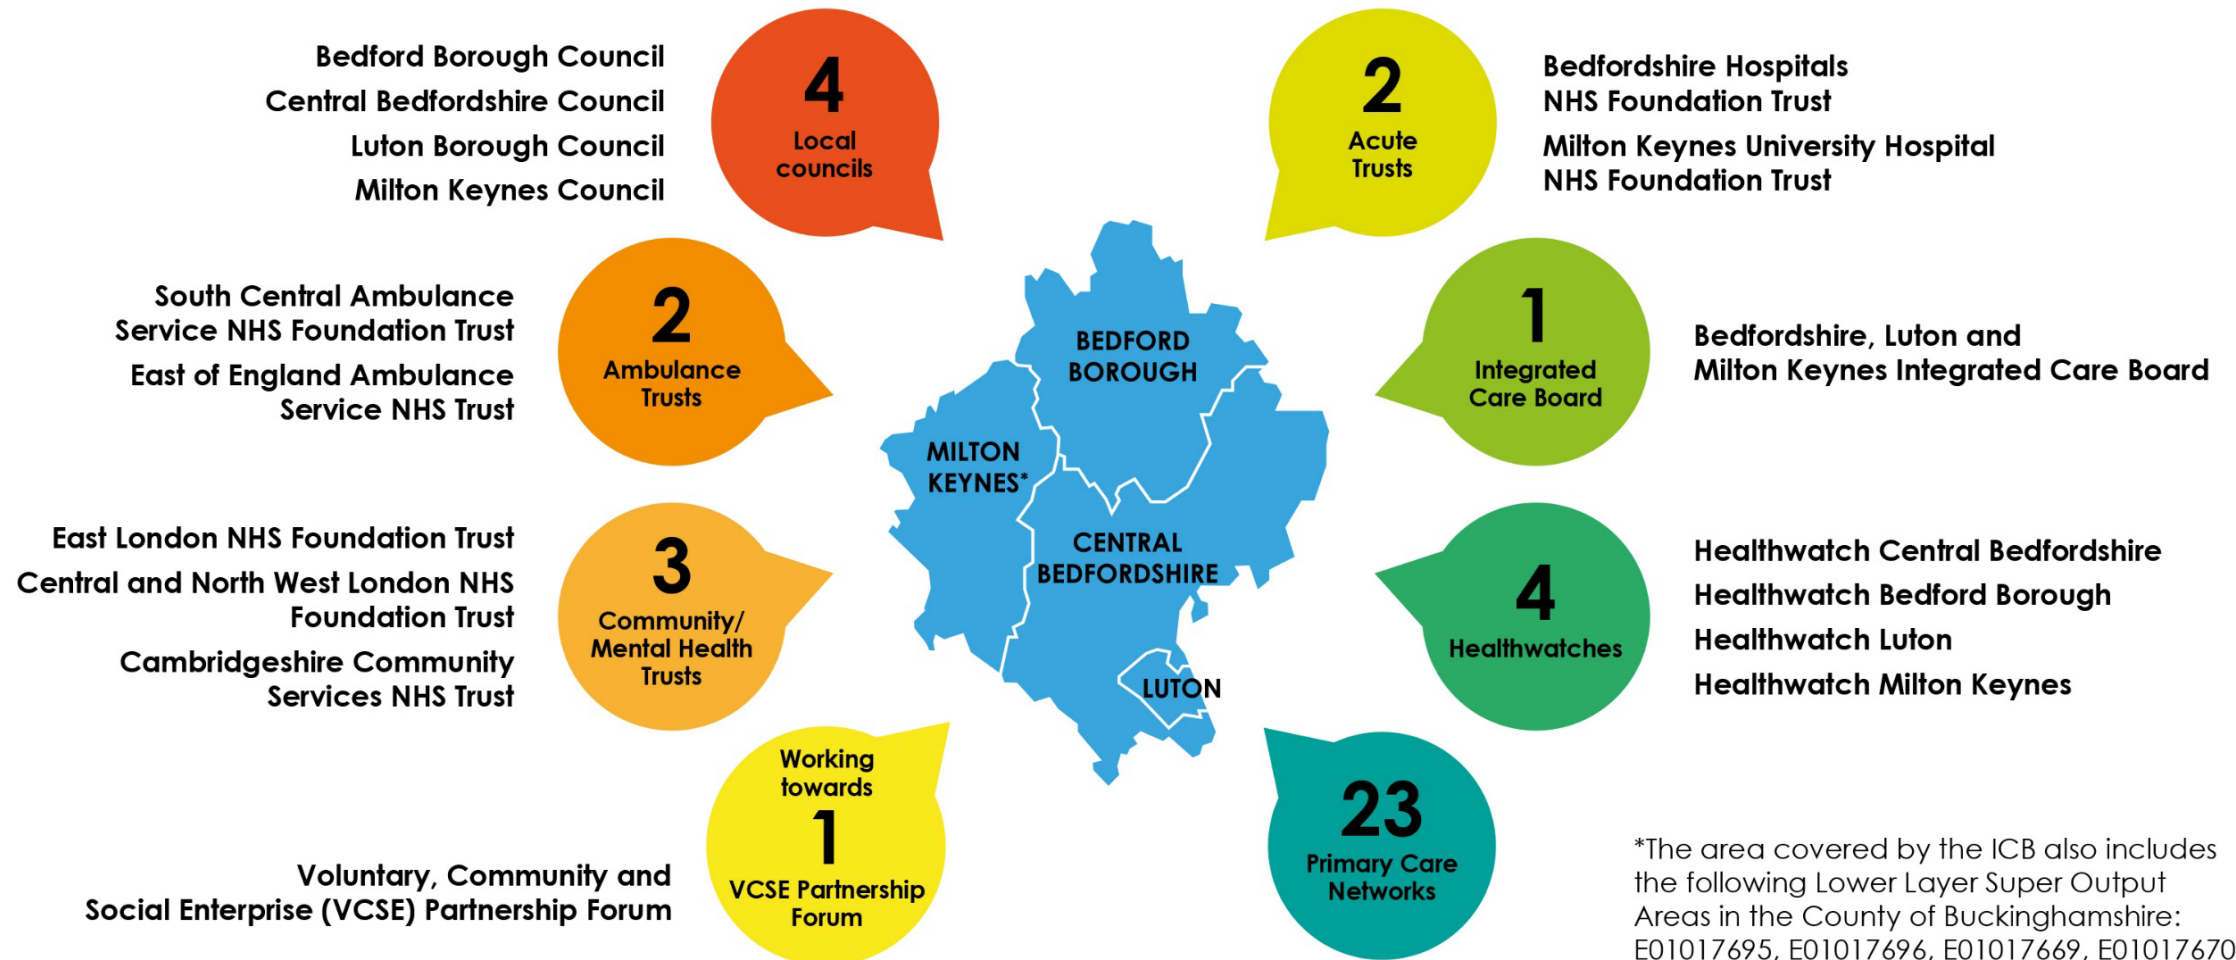 Bedford Borough Council
Central Bedfordshire Council
Luton Borough Council
Milton Keynes Council
4
Local
councils
2
Acute
Trusts
Bedfordshire Hospitals
NHS Foundation Trust
Milton Keynes University Hospital
NHS Foundation Trust
South Central Ambulance
Service NHS Foundation Trust
East of England Ambulance
Service NHS Trust
2
Ambulance
Trusts
1
Integrated
Care Board
Bedfordshire, Luton and
Milton Keynes Integrated Care Board
BEDFORD
BOROUGH
MILTON
KEYNES*
CENTRAL
BEDFORDSHIRE
LUTON
East London NHS Foundation Trust
Central and North West London NHS
Foundation Trust
Cambridgeshire Community
Services NHS Trust
3
Community/
Mental Health
Trusts
4
Healthwatches
Healthwatch Central Bedfordshire
Healthwatch Bedford Borough
Healthwatch Luton
Healthwatch Milton Keynes
Voluntary, Community and
Social Enterprise (VCSE) Partnership Forum
Working
towards
1
VCSE Partnership
Forum
23
Primary Care
Networks
*The area covered by the ICB also includes
the following Lower Layer Super Output
Areas in the County of Buckinghamshire:
E01017695, E01017696, E01017669, E01017670